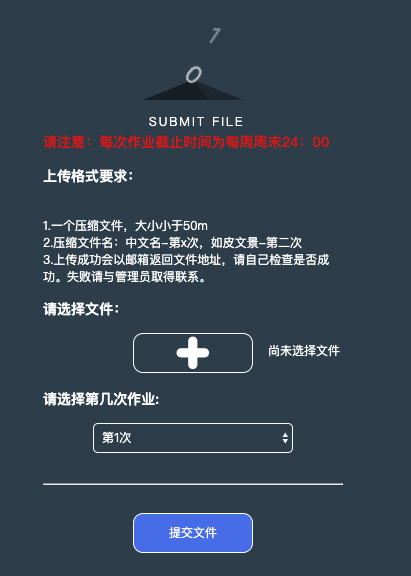 7
0
SUBMIT FILE
请注意：每次作业截止时间为每周周末24：00
上传格式要求：
1.一个压缩文件，大小小于50m
2.压缩文件名：中文名-第x次，如皮文景-第二次
3.上传成功会以邮箱返回文件地址，请自己检查是否成
功。失败请与管理员取得联系。
请选择文件：
尚未选择文件
请选择第几次作业:
第1次
提交文件